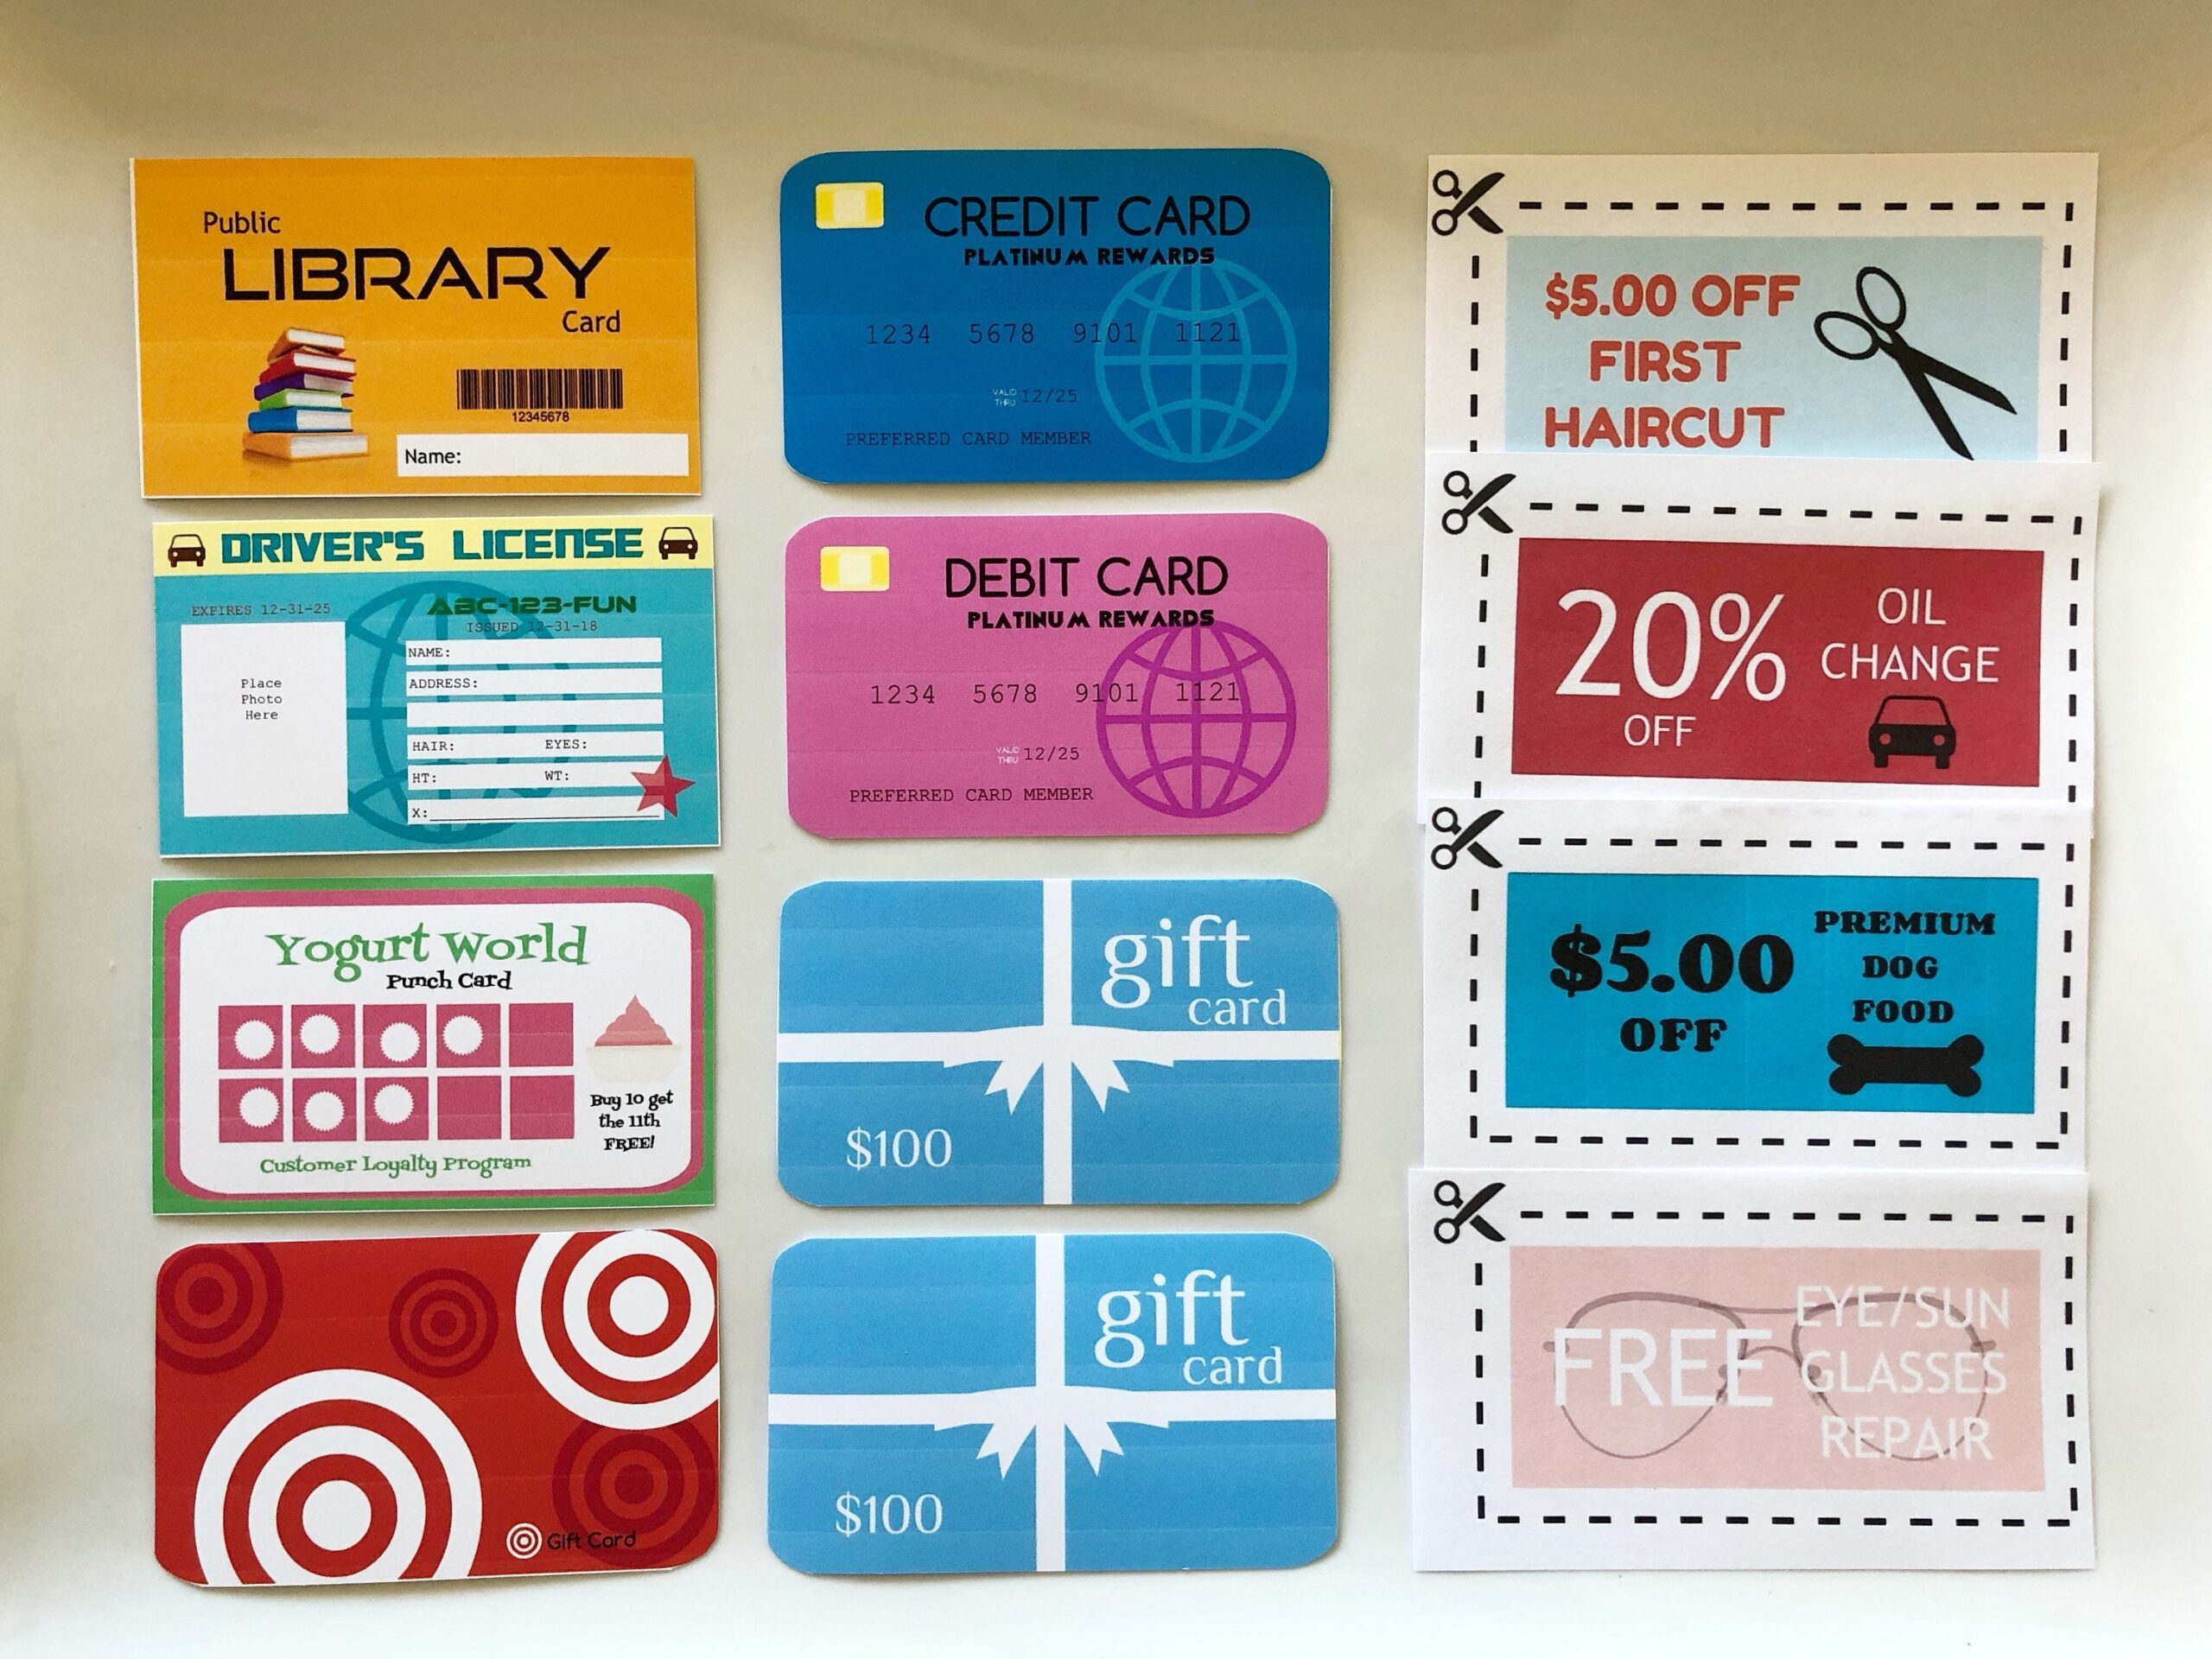 Public
LIBRARY
Card
12345678
Name:
DRIVER'S LICENSE
EXPIRES 12-31-25
ABC-123-FUN
ISSUED 12-31-18
Place
Photo
Here
NAME:
ADDRESS:
HAIR: EYES:
HT: WT:
X:
Yogurt World
Punch Card
Buy 10 get
the 11th
FREE!
Customer Loyalty Program
Gift Card
CREDIT CARD
PLATINUM REWARDS
1234 5678 9101 1121
VALID
THRU 12/25
PREFERRED CARD MEMBER
DEBIT CARD
PLATINUM REWARDS
1234 5678 9101 1121
VALID
THRU 12/25
PREFERRED CARD MEMBER
gift
card
$100
gift
card
$100
$5.00 OFF
FIRST
HAIRCUT
20%
OFF
OIL
CHANGE
$5.00
OFF
PREMIUM
DOG
FOOD
FREE
EYE/SUN
GLASSES
REPAIR